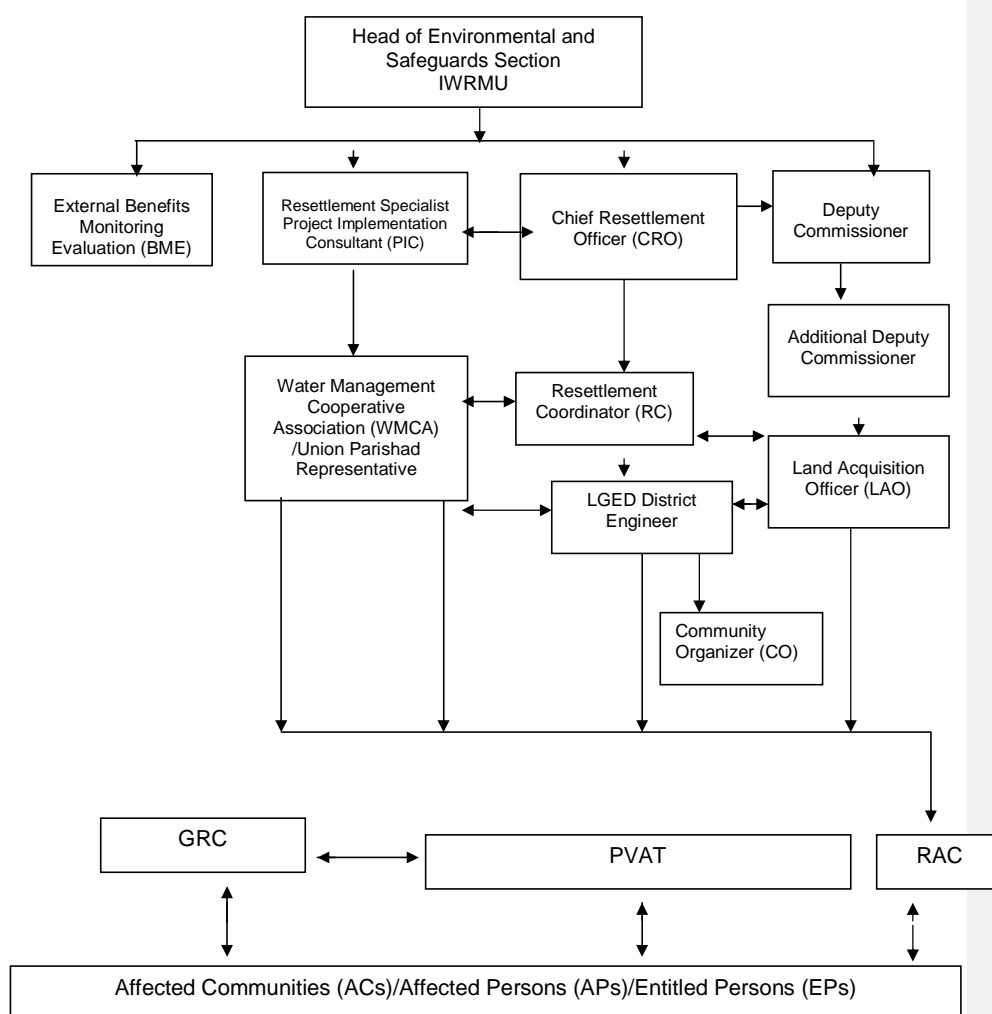 Head of Environmental and
Safeguards Section
IWRMU
External Benefits
Monitoring
Evaluation (BME)
Resettlement Specialist
Project Implementation
Consultant (PIC)
Chief Resettlement
Officer (CRO)
Deputy
Commissioner
Additional Deputy
Commissioner
Water Management
Cooperative
Association (WMCA)
/Union Parishad
Representative
Resettlement
Coordinator (RC)
Land Acquisition
Officer (LAO)
LGED District
Engineer
Community
Organizer (CO)
GRC
PVAT
RAC
Affected Communities (ACs)/Affected Persons (APs)/Entitled Persons (EPs)